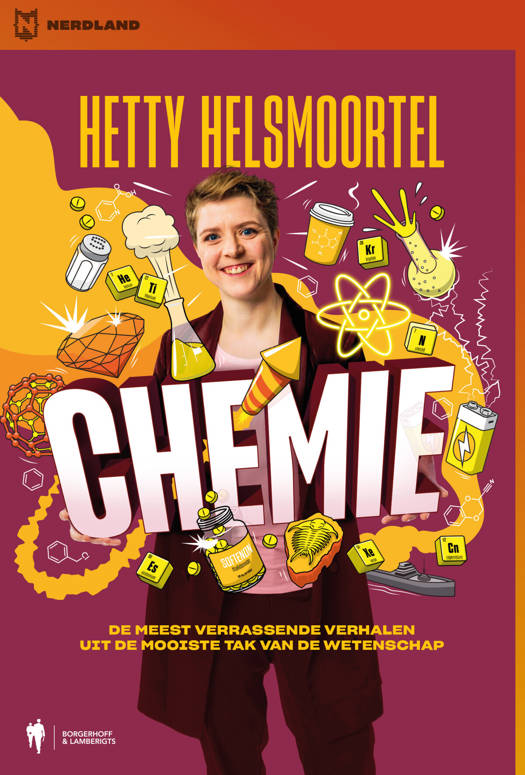 NERDLAND
HETTY HELSMOORTEL
OH
Kr
He
Ti
N
CHEMIE
SOFTENON
Es
Xe
Cn
DE MEEST VERRASSENDE VERHALEN
UIT DE MOOISTE TAK VAN DE WETENSCHAP
BORGERHOFF
& LAMBERIGTS